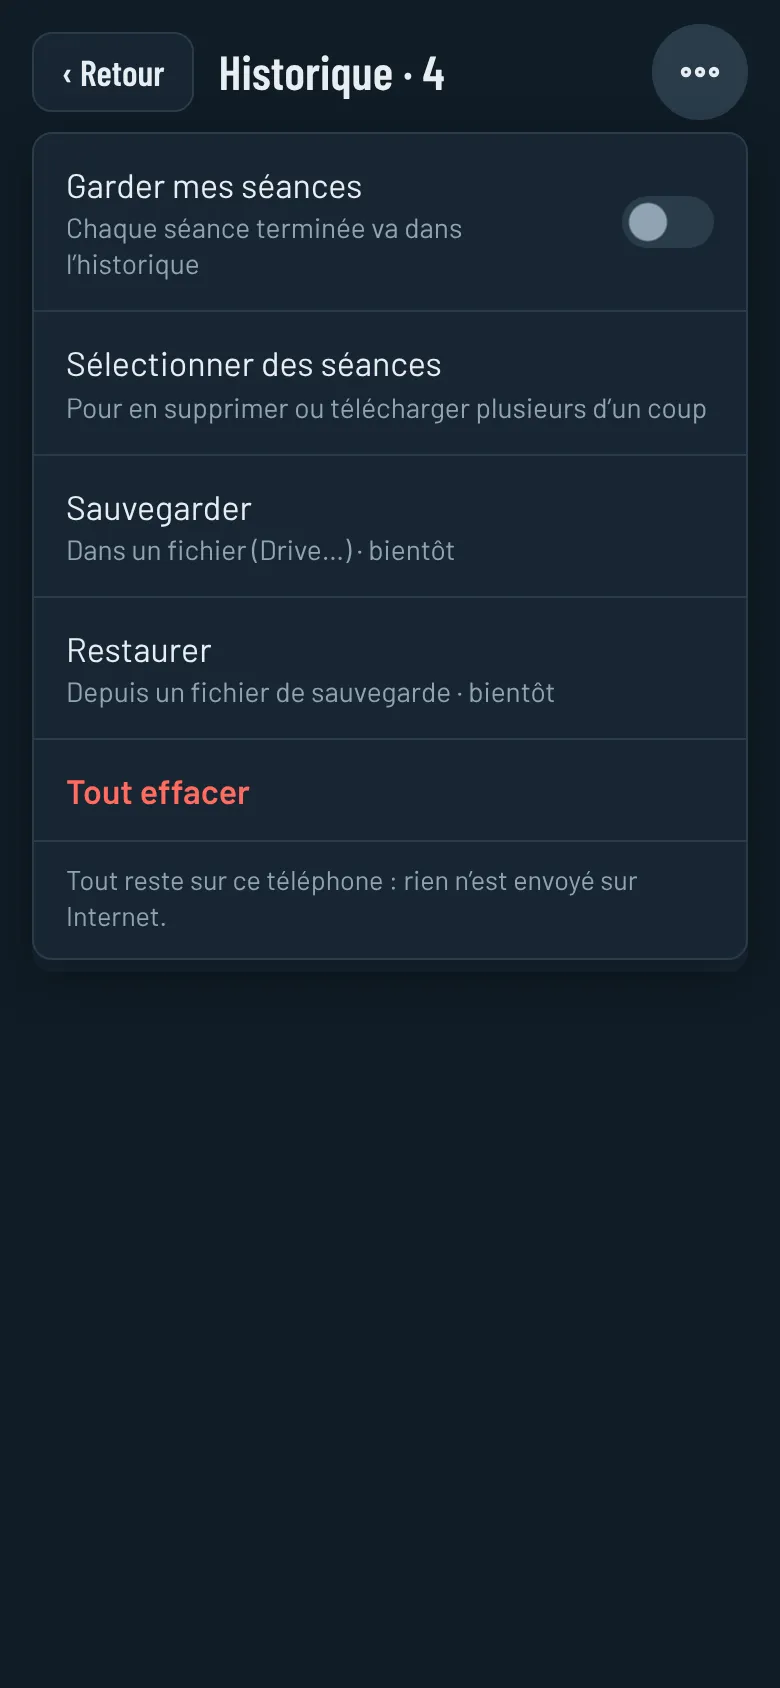 ‹ Retour
Historique · 4
Garder mes séances
Chaque séance terminée va dans
l’historique
Sélectionner des séances
Pour en supprimer ou télécharger plusieurs d’un coup
Sauvegarder
Dans un fichier (Drive…) · bientôt
Restaurer
Depuis un fichier de sauvegarde · bientôt
Tout effacer
Tout reste sur ce téléphone : rien n’est envoyé sur
Internet.